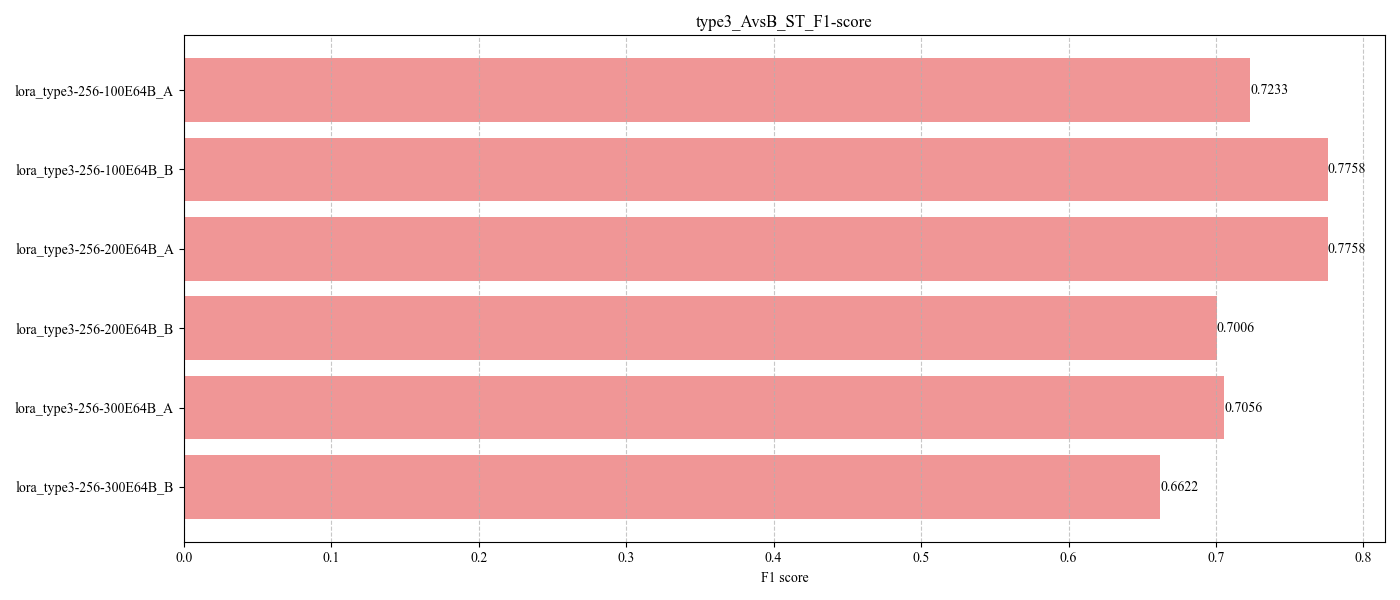 type3_AvsB_ST_F1-score
lora_type3-256-100E64B_A
0.7233
lora_type3-256-100E64B_B
0.7758
lora_type3-256-200E64B_A
0.7758
lora_type3-256-200E64B_B
0.7006
lora_type3-256-300E64B_A
0.7056
lora_type3-256-300E64B_B
0.6622
0.0 0.1 0.2 0.3 0.4 0.5 0.6 0.7 0.8
F1 score